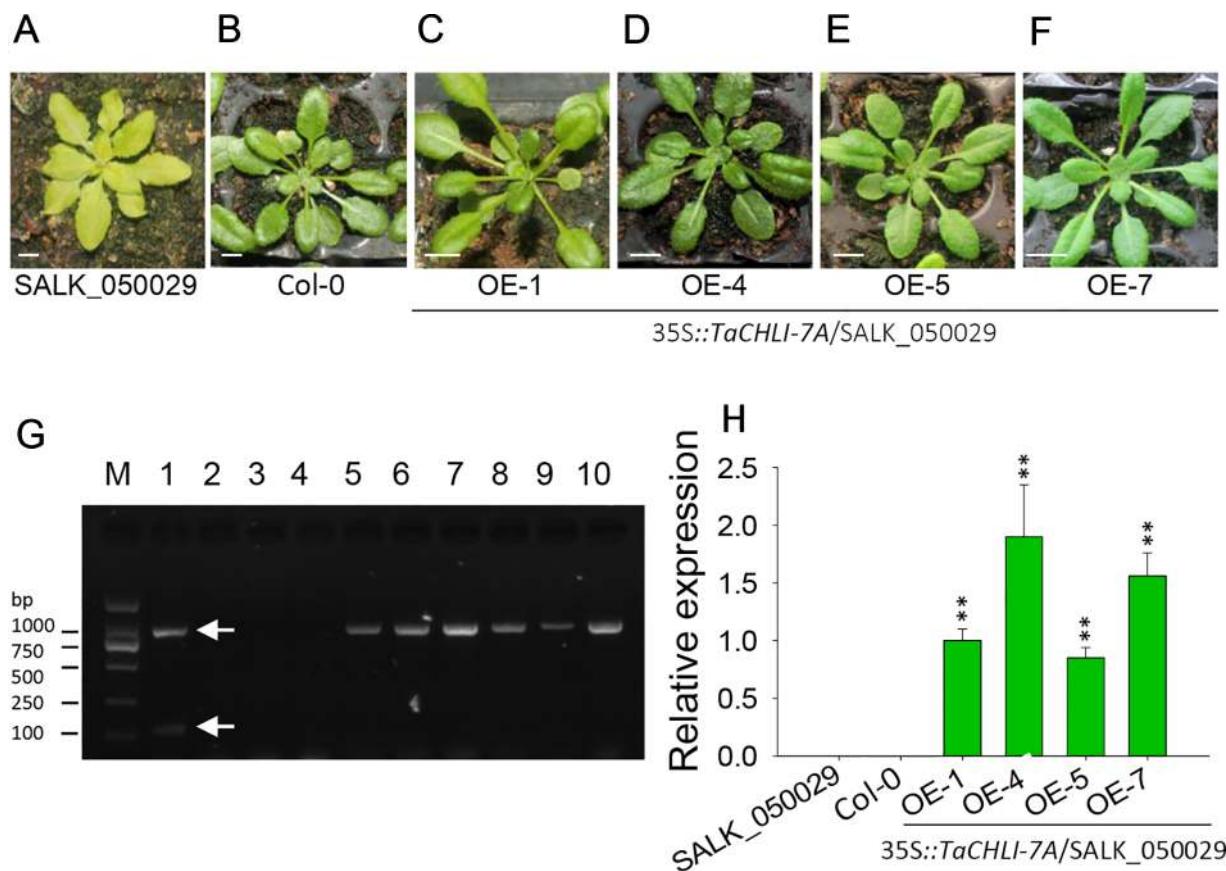 A B C D E F
SALK_050029 Col-0 OE-1 OE-4 OE-5 OE-7
35S::TaCHLI-7A/SALK_050029
G
M 1 2 3 4 5 6 7 8 9 10
bp
1000
750
500
250
100
H
Relative expression
2.5
2.0
1.5
1.0
0.5
0.0
** ** ** **
SALK_050029 Col-0 OE-1 OE-4 OE-5 OE-7
35S::TaCHLI-7A/SALK_050029